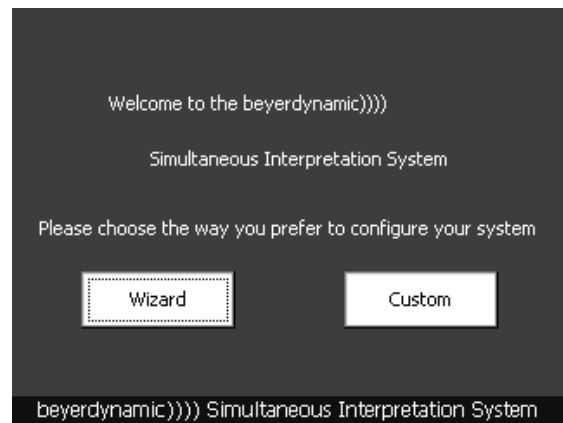 Welcome to the beyerdynamic))))
Simultaneous Interpretation System
Please choose the way you prefer to configure your system
Wizard
Custom
beyerdynamic)))) Simultaneous Interpretation System